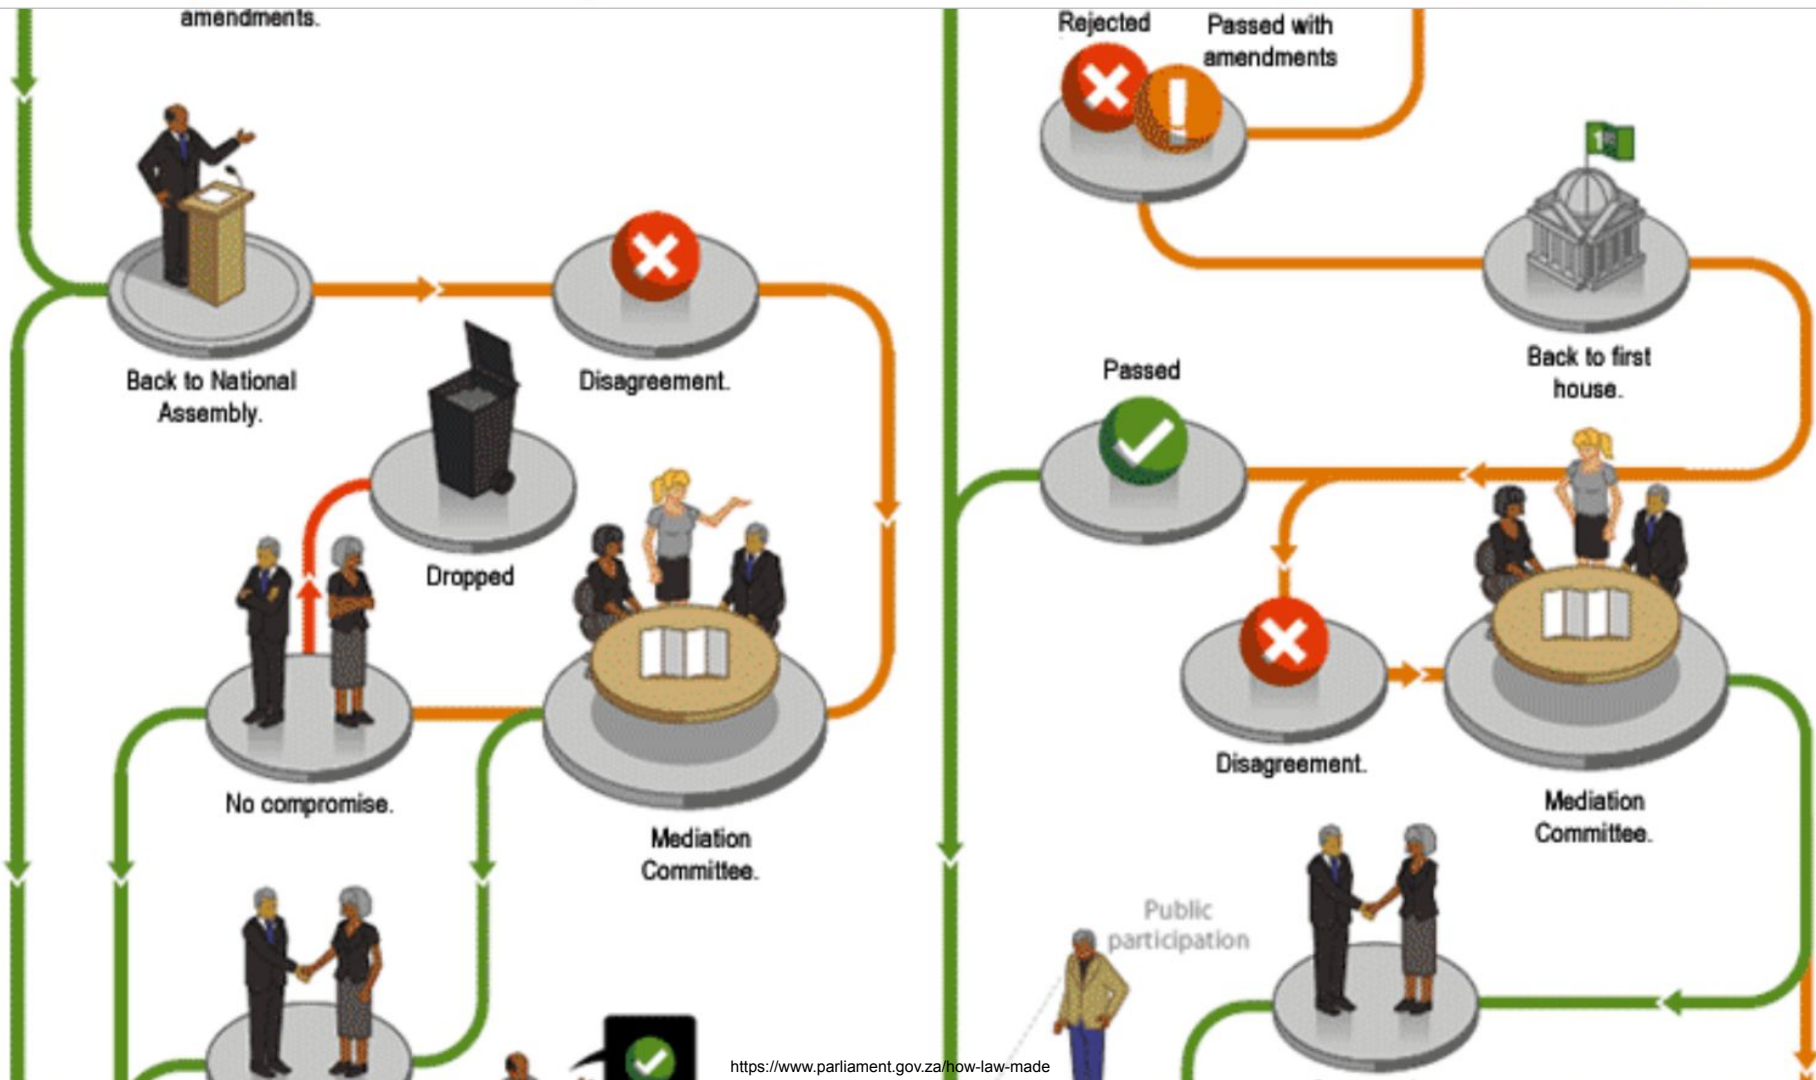 amendments.
Rejected
Passed with
amendments
Back to National
Assembly.
Disagreement.
Dropped
No compromise.
Mediation
Committee.
Back to first
house.
Passed
Disagreement.
Mediation
Committee.
Public
participation
https://www.parliament.gov.za/how-law-made